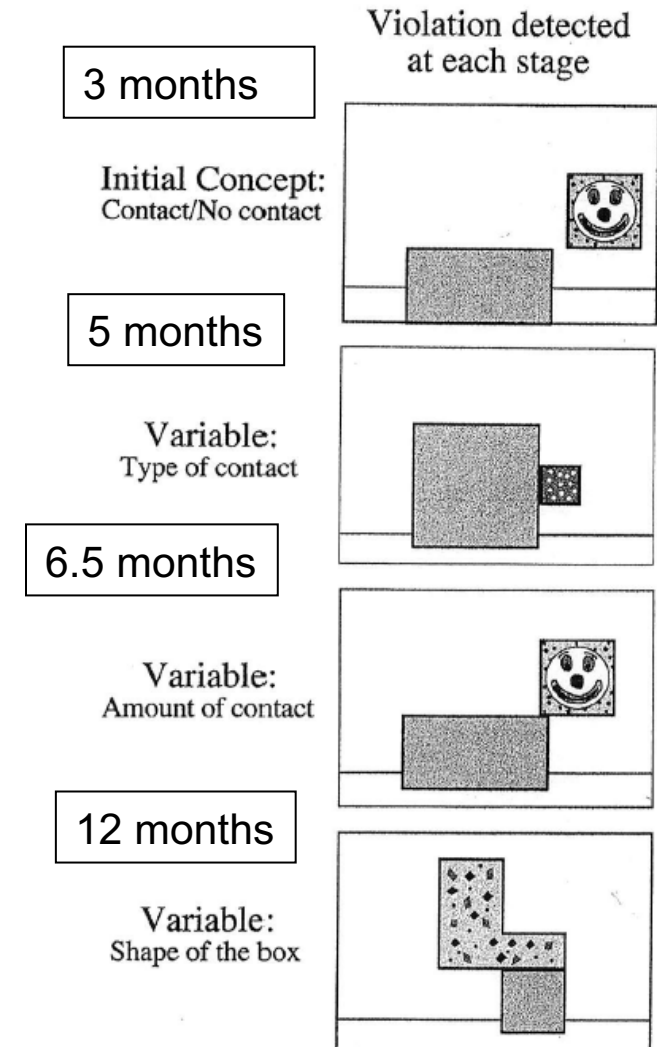 Violation detected
at each stage
3 months
Initial Concept:
Contact/No contact
5 months
Variable:
Type of contact
6.5 months
Variable:
Amount of contact
12 months
Variable:
Shape of the box